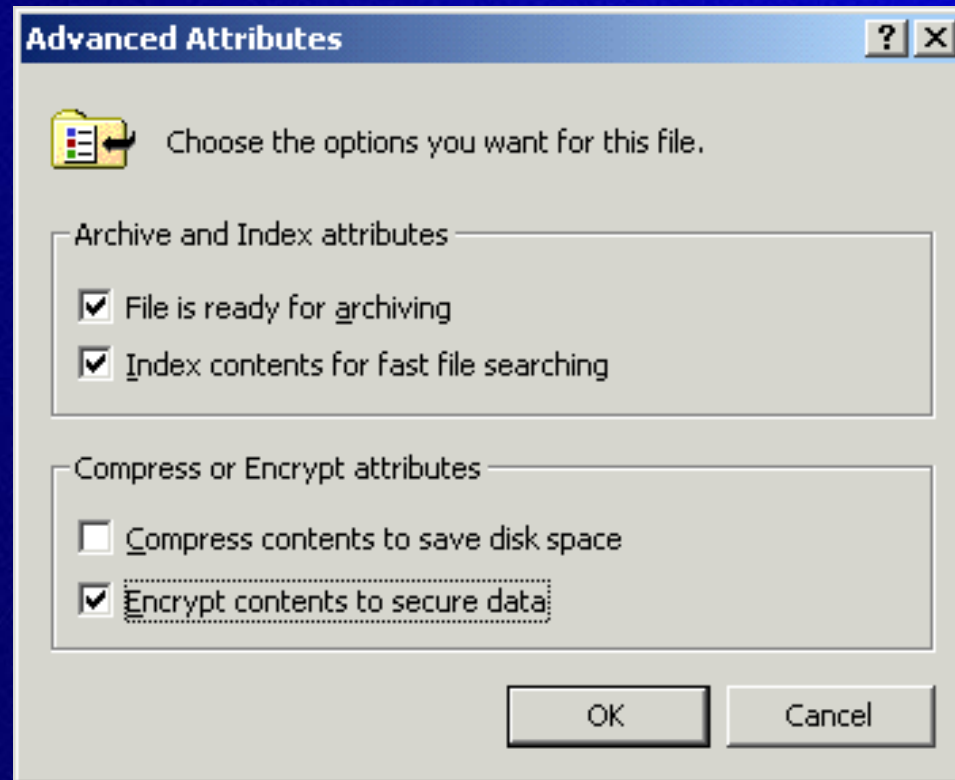 Advanced Attributes
Choose the options you want for this file.
Archive and Index attributes
File is ready for archiving
Index contents for fast file searching
Compress or Encrypt attributes
Compress contents to save disk space
Encrypt contents to secure data
OK Cancel